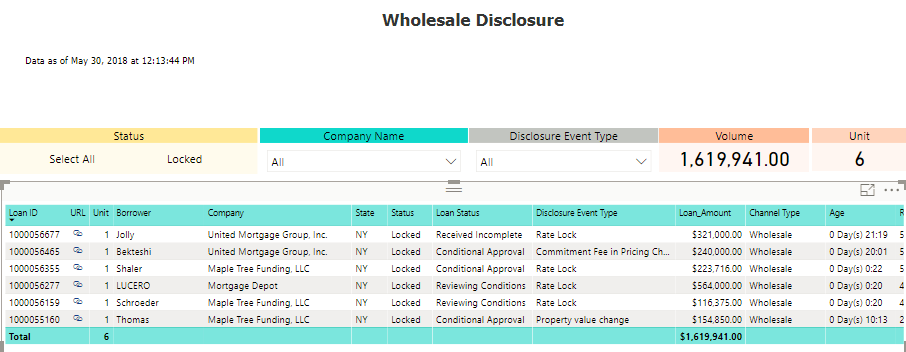 Wholesale Disclosure
Data as of May 30, 2018 at 12:13:44 PM
Status Company Name Disclosure Event Type Volume Unit
Select All Locked All All 1,619,941.00 6
Loan ID URL Unit Borrower Company State Status Loan Status Disclosure Event Type Loan_Amount Channel Type Age R
1000056677 1 Jolly United Mortgage Group, Inc. NY Locked Received Incomplete Rate Lock $321,000.00 Wholesale 0 Day(s) 21:19 5
1000056465 1 Bekteshi United Mortgage Group, Inc. NY Locked Conditional Approval Commitment Fee in Pricing Ch... $240,000.00 Wholesale 0 Day(s) 20:01 5
1000056355 1 Shaler Maple Tree Funding, LLC NY Locked Conditional Approval Rate Lock $223,716.00 Wholesale 0 Day(s) 0:22 5
1000056277 1 LUCERO Mortgage Depot NY Locked Reviewing Conditions Rate Lock $564,000.00 Wholesale 0 Day(s) 0:20 4
1000056159 1 Schroeder Maple Tree Funding, LLC NY Locked Reviewing Conditions Rate Lock $116,375.00 Wholesale 0 Day(s) 0:20 4
1000055160 1 Thomas Maple Tree Funding, LLC NY Locked Conditional Approval Property value change $154,850.00 Wholesale 0 Day(s) 10:13 2
Total 6 $1,619,941.00